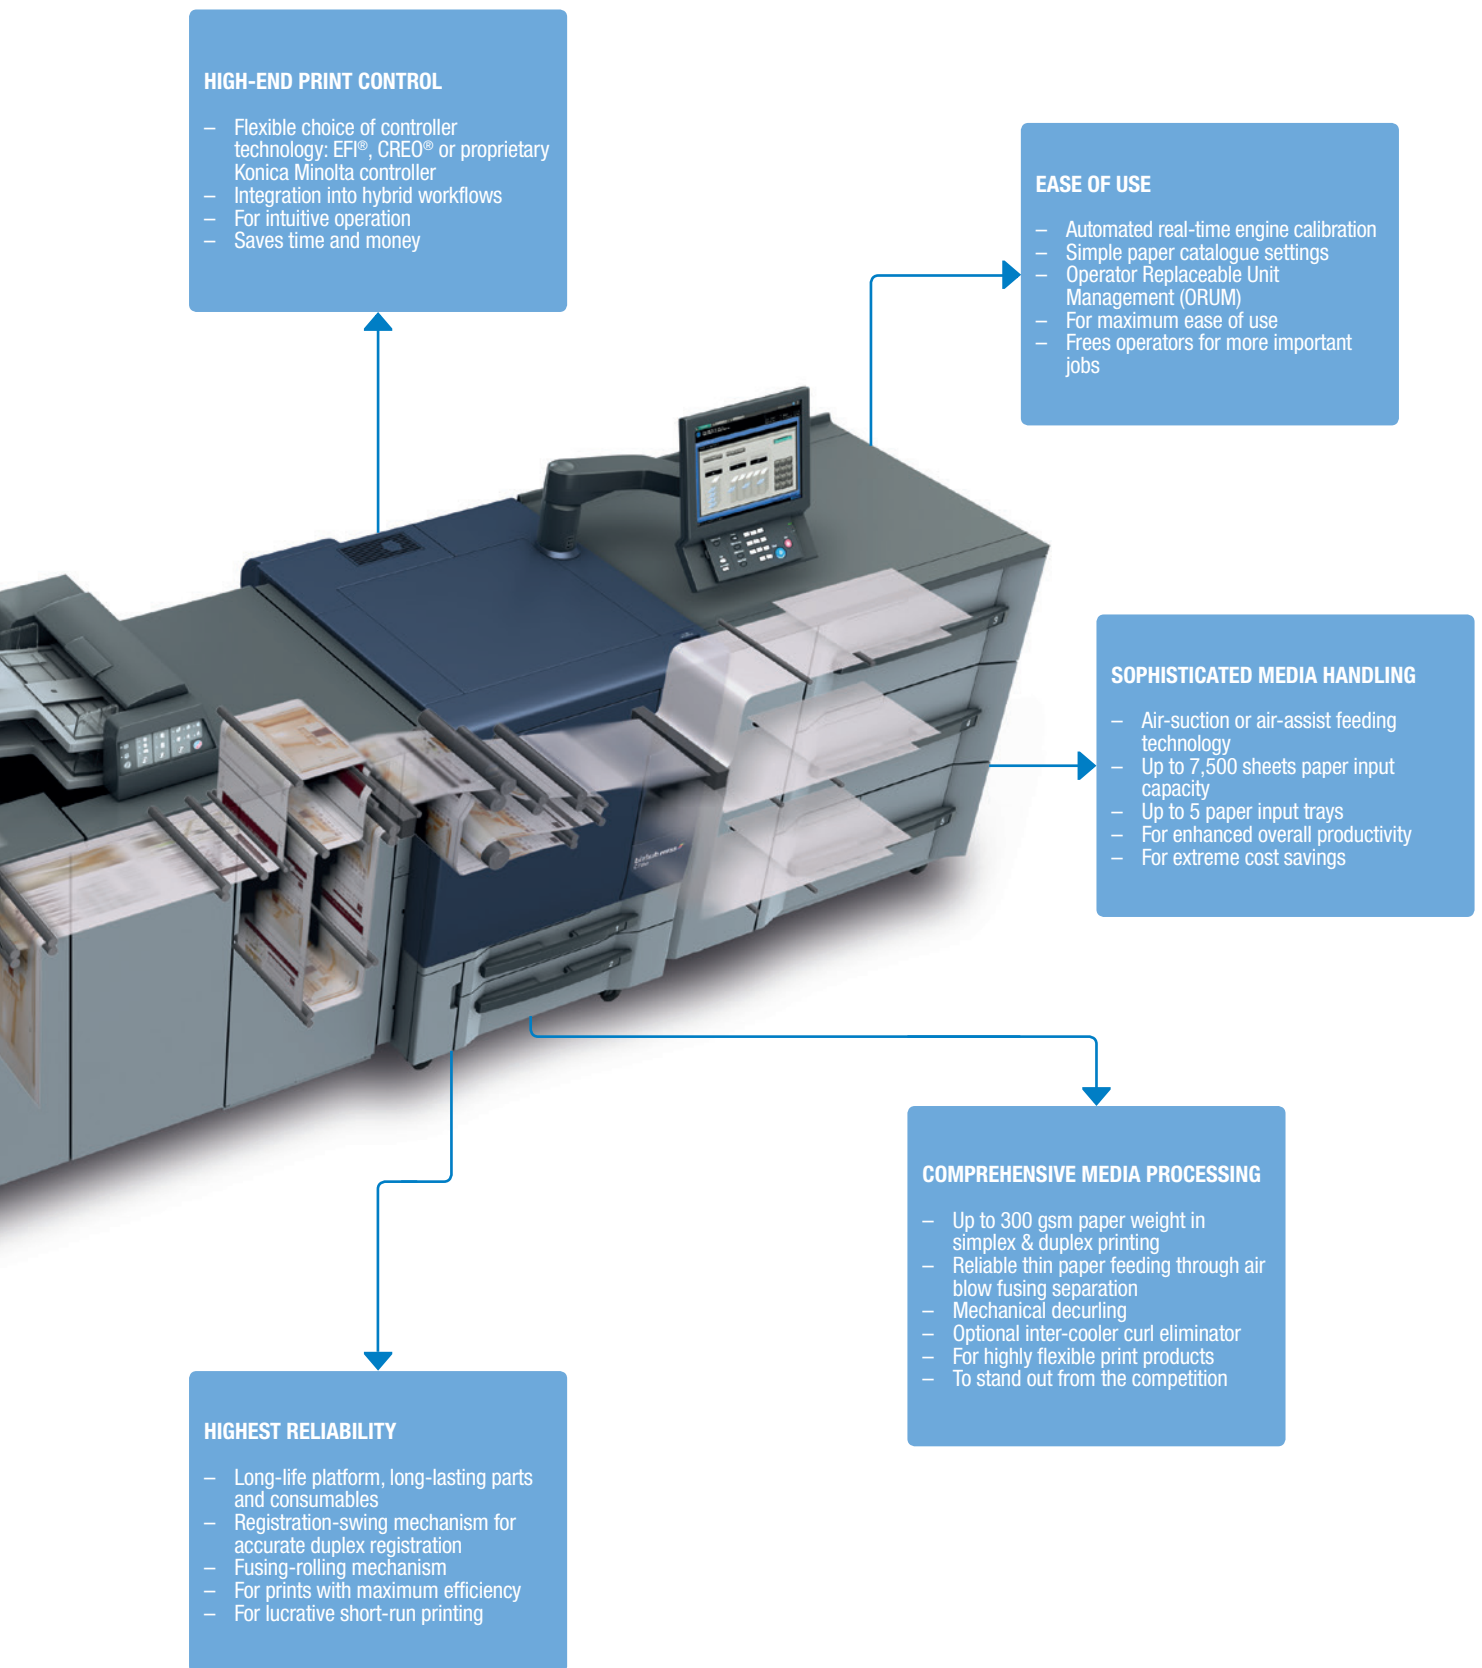 HIGH-END PRINT CONTROL
– Flexible choice of controller
technology: EFI®, CREO® or proprietary
Konica Minolta controller
– Integration into hybrid workflows
– For intuitive operation
– Saves time and money
EASE OF USE
– Automated real-time engine calibration
– Simple paper catalogue settings
– Operator Replaceable Unit
Management (ORUM)
– For maximum ease of use
– Frees operators for more important
jobs
SOPHISTICATED MEDIA HANDLING
– Air-suction or air-assist feeding
technology
– Up to 7,500 sheets paper input
capacity
– Up to 5 paper input trays
– For enhanced overall productivity
– For extreme cost savings
3
1
2
COMPREHENSIVE MEDIA PROCESSING
– Up to 300 gsm paper weight in
simplex & duplex printing
– Reliable thin paper feeding through air
blow fusing separation
– Mechanical decurling
– Optional inter-cooler curl eliminator
– For highly flexible print products
– To stand out from the competition
HIGHEST RELIABILITY
– Long-life platform, long-lasting parts
and consumables
– Registration-swing mechanism for
accurate duplex registration
– Fusing-rolling mechanism
– For prints with maximum efficiency
– For lucrative short-run printing